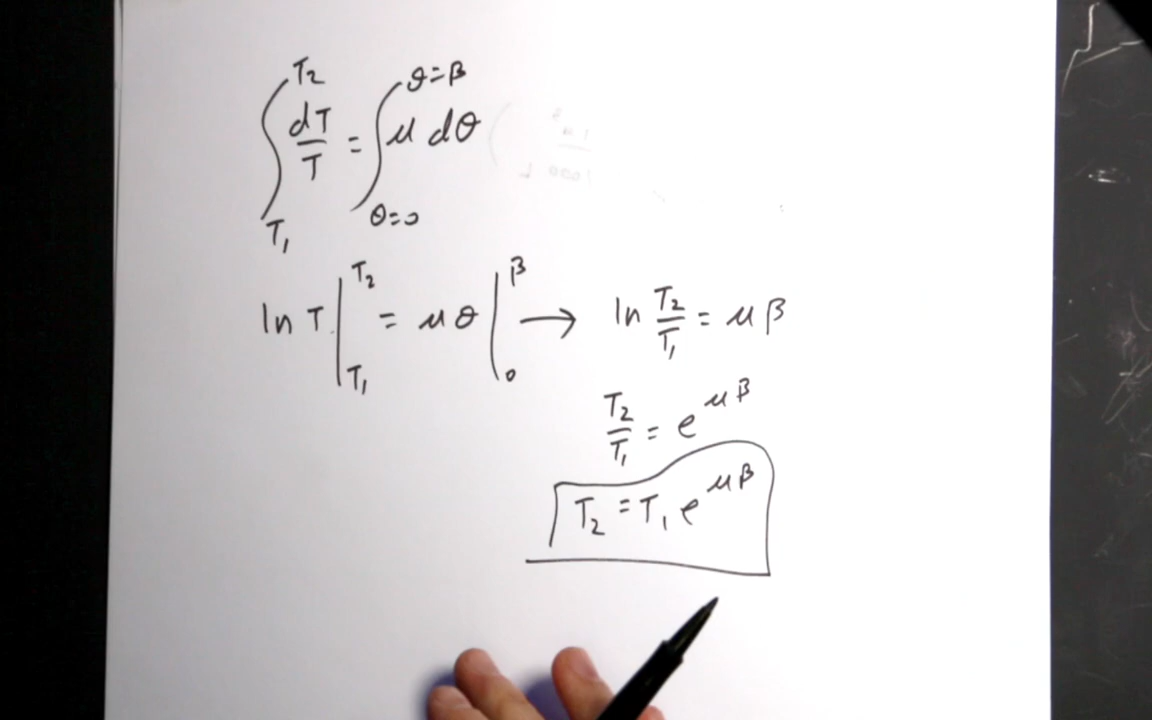 ∫_{T₁}^{T₂} dT/T = ∫_{θ=0}^{θ=β} μ dθ
ln T |_{T₁}^{T₂} = μθ |_{0}^{β} → ln T₂/T₁ = μβ
T₂/T₁ = e^{μβ}
T₂ = T₁ e^{μβ}